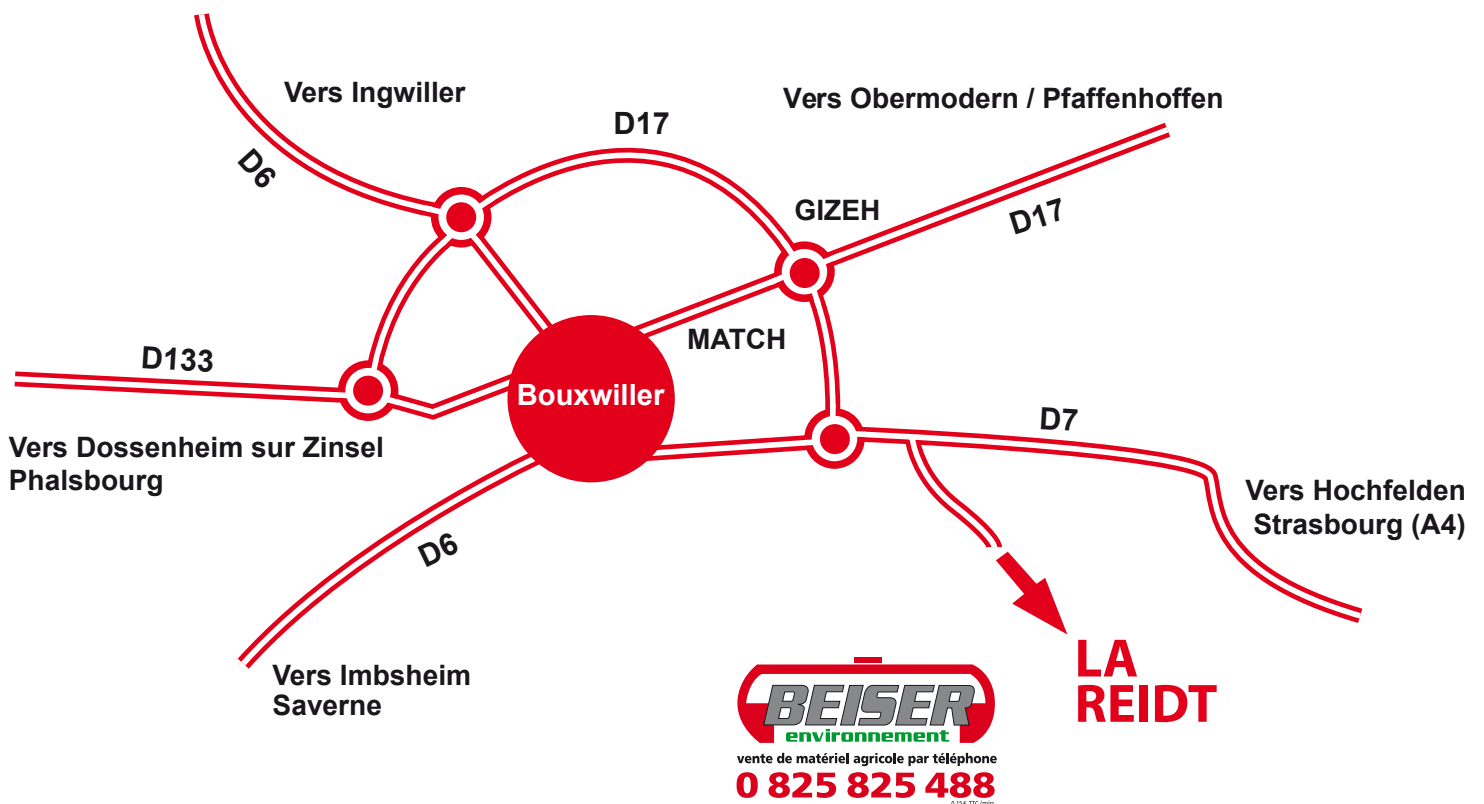 Vers Ingwiller
Vers Obermodern / Pfaffenhoffen
D17
D6
GIZEH
D17
MATCH
D133
Bouxwiller
D7
Vers Dossenheim sur Zinsel
Phalsbourg
Vers Hochfelden
Strasbourg (A4)
D6
Vers Imbsheim
Saverne
LA
REIDT
BEISER
environnement
vente de matériel agricole par téléphone
0 825 825 488